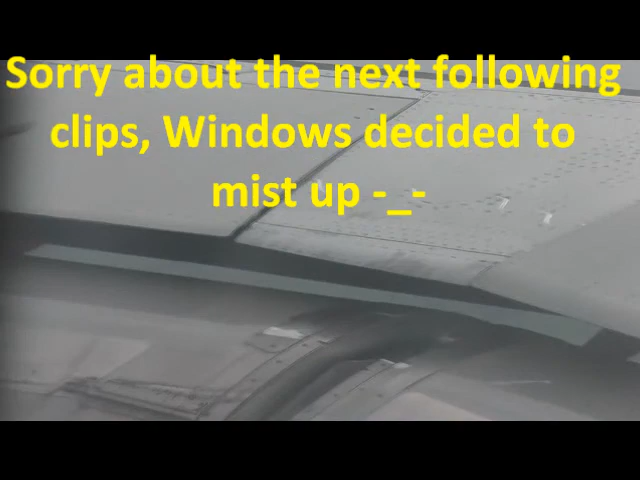 Sorry about the next following
clips, Windows decided to
mist up -_-